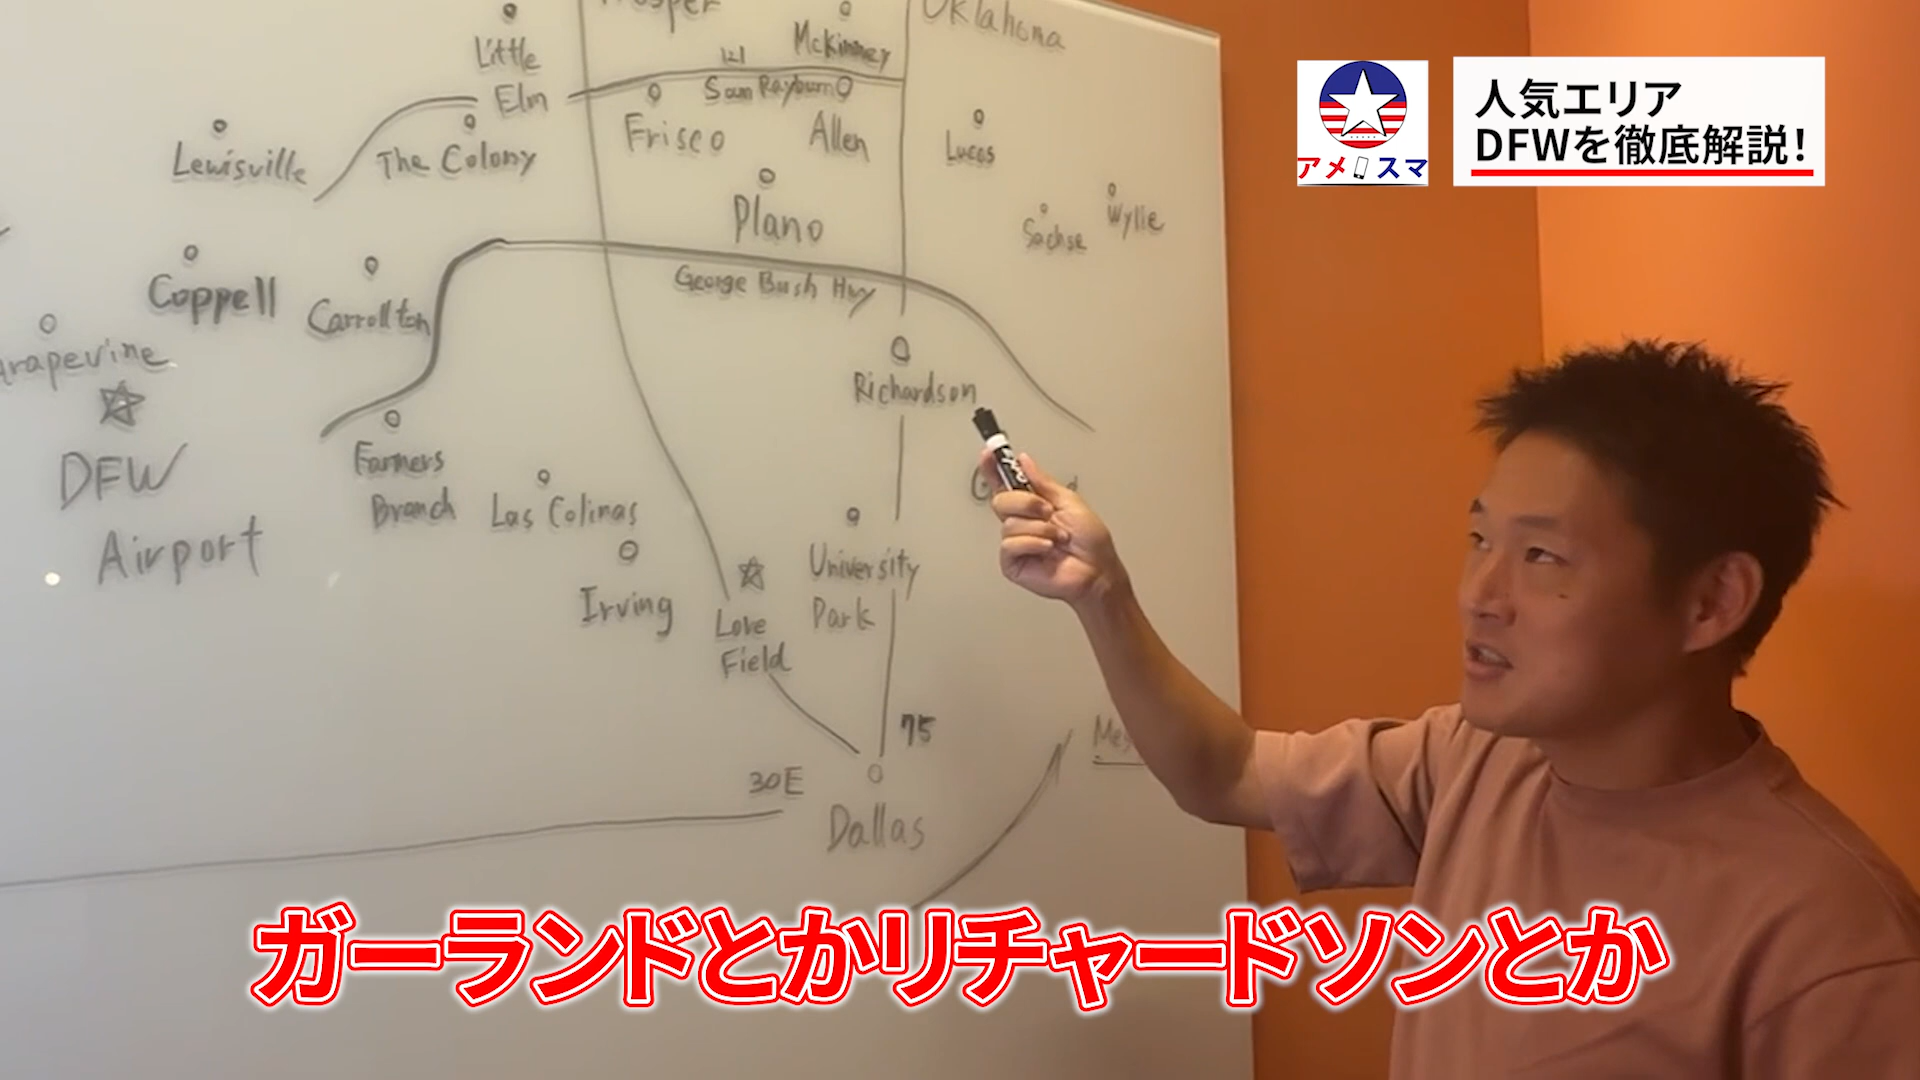 Oklahoma
McKinney
Little
Elm
121
Sam Rayburn
Frisco
Allen
Lucas
Lewisville
The Colony
Plano
Sachse
Wylie
Coppell
Carrollton
George Bush Hwy
Grapevine
Richardson
DFW
Airport
Farmers
Branch
Las Colinas
University
Park
Irving
Love
Field
75
30E
Dallas
アメスマ
人気エリア
DFWを徹底解説!
ガーランドとかリチャードソンとか